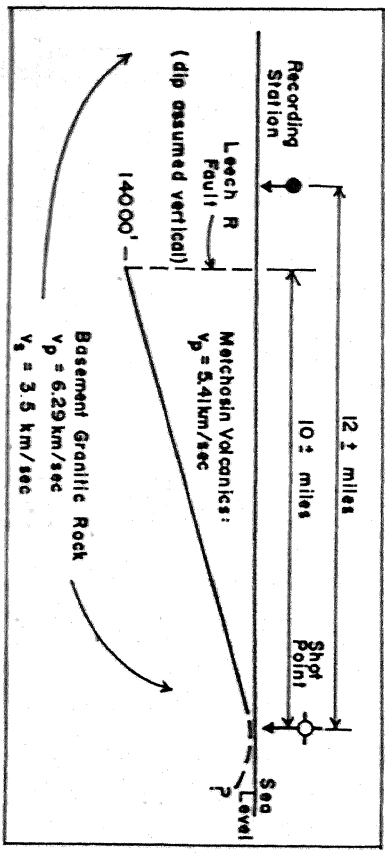 12 ± miles
10 ± miles
Recording
Station
Shot
Point
Sea
Level
?
Leech R
Fault
(dip assumed vertical)
Metchosin Volcanics:
vp = 5.41 km/sec
14000'
Basement Granitic Rock
vp = 6.29 km/sec
vs = 3.5 km/sec